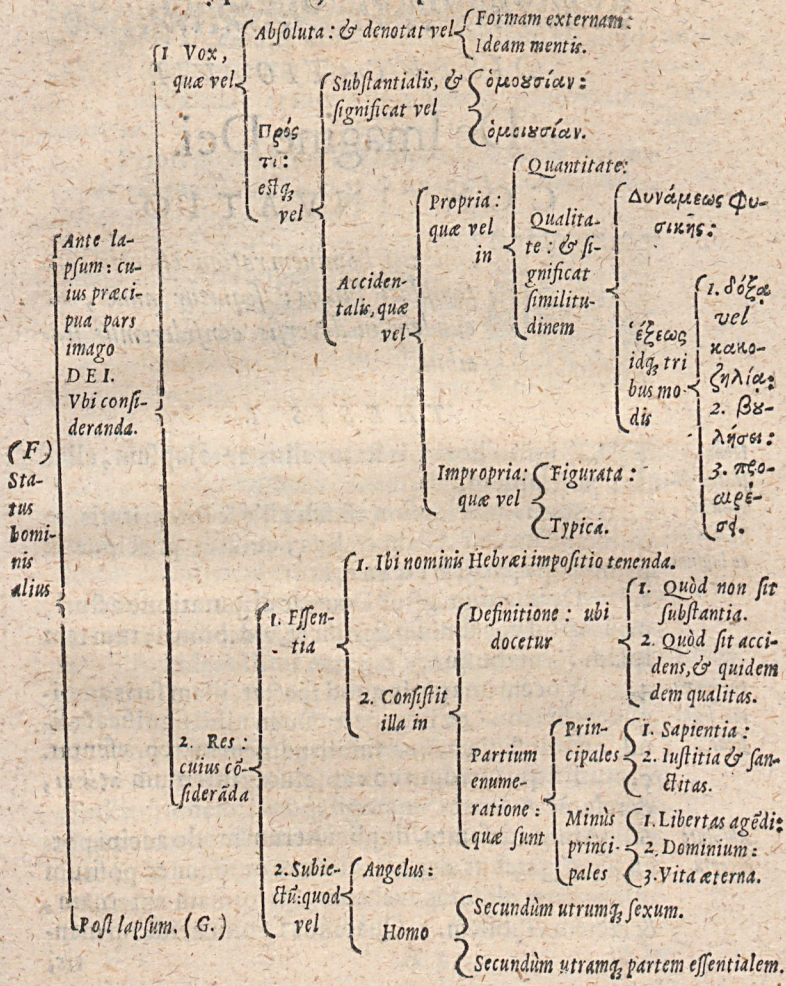 (F)
Sta-
tus
homi-
nis
alius
Ante la-
pſum: cu-
ius præci-
pua pars
imago
DEI.
Vbi conſi-
deranda.
1 Vox,
quæ vel
Abſoluta: & denotat vel
Formam externam:
Ideam mentis.
Πρός
τι:
eſtq;
vel
Subſtantialis, &
ſignificat vel
ὁμουσίαν:
ὁμοιυσίαν.
Acciden-
talis, quæ
vel
Propria:
quæ vel
in
Quantitate:
Qualita-
te: & ſi-
gnificat
ſimilitu-
dinem
Δυνάμεως φυ-
σικῆς:
ἕξεως
idq; tri
bus mo-
dis
1. δόξᾳ
vel
κακο-
ζηλίᾳ:
2. βου-
λήσει:
3. προ-
αιρέ-
σει.
Impropria:
quæ vel
Figurata:
Typica.
2. Res:
cuius cō-
ſiderāda
1. Eſſen-
tia
1. Ibi nominis Hebræi impoſitio tenenda.
2. Conſiſtit
illa in
Definitione: ubi
docetur
1. Quòd non ſit
ſubſtantia.
2. Quòd ſit acci-
dens, & quidem
dem qualitas.
Partium
enume-
ratione:
quæ ſunt
Prin-
cipales
1. Sapientia:
2. Iuſtitia & ſan-
ctitas.
Minùs
princi-
pales
1. Libertas agēdi:
2. Dominium:
3. Vita æterna.
2. Subie-
ctū: quod
vel
Angelus:
Homo
Secundùm utrumq; ſexum.
Secundùm utramq; partem eſſentialem.
Poſt lapſum. (G.)